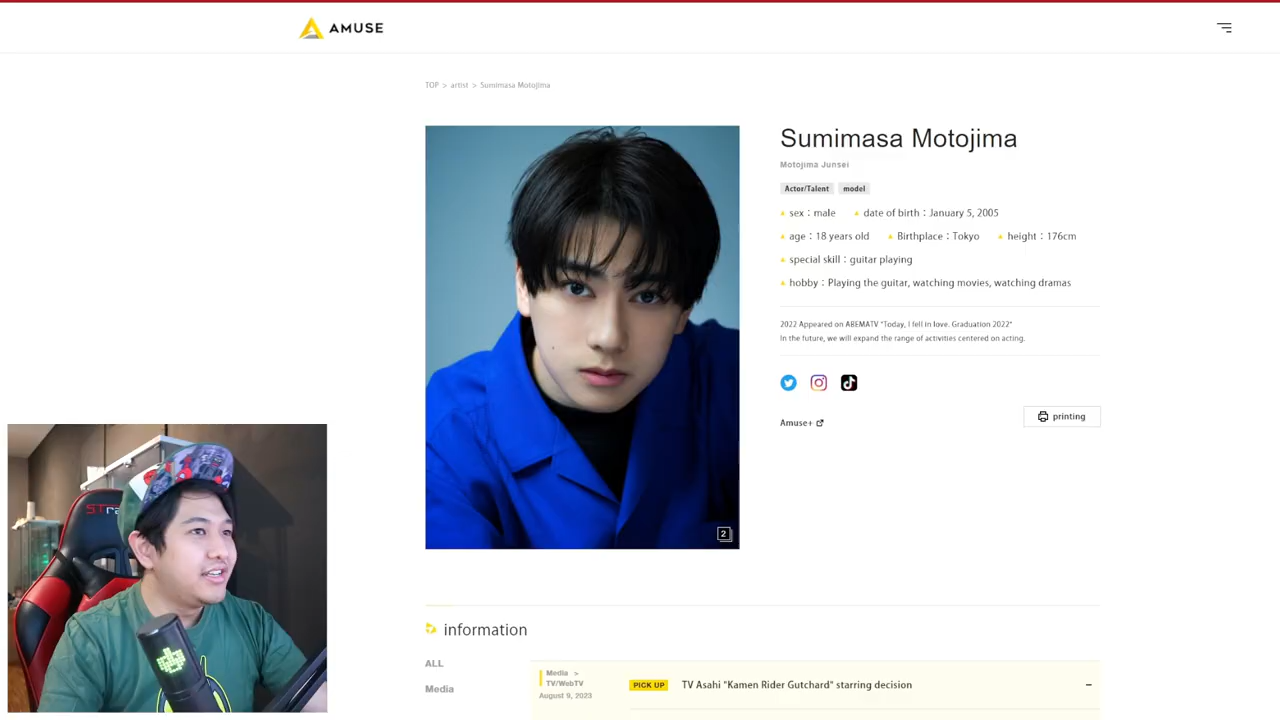 AMUSE
TOP > artist > Sumimasa Motojima
Sumimasa Motojima
Motojima Junsei
Actor/Talent model
sex：male date of birth：January 5, 2005
age：18 years old Birthplace：Tokyo height：176cm
special skill：guitar playing
hobby：Playing the guitar, watching movies, watching dramas
2022 Appeared on ABEMATV "Today, I fell in love. Graduation 2022"
In the future, we will expand the range of activities centered on acting.
Amuse+
printing
2
information
ALL
Media
Media >
TV/WebTV
August 9, 2023
PICK UP TV Asahi "Kamen Rider Gutchard" starring decision